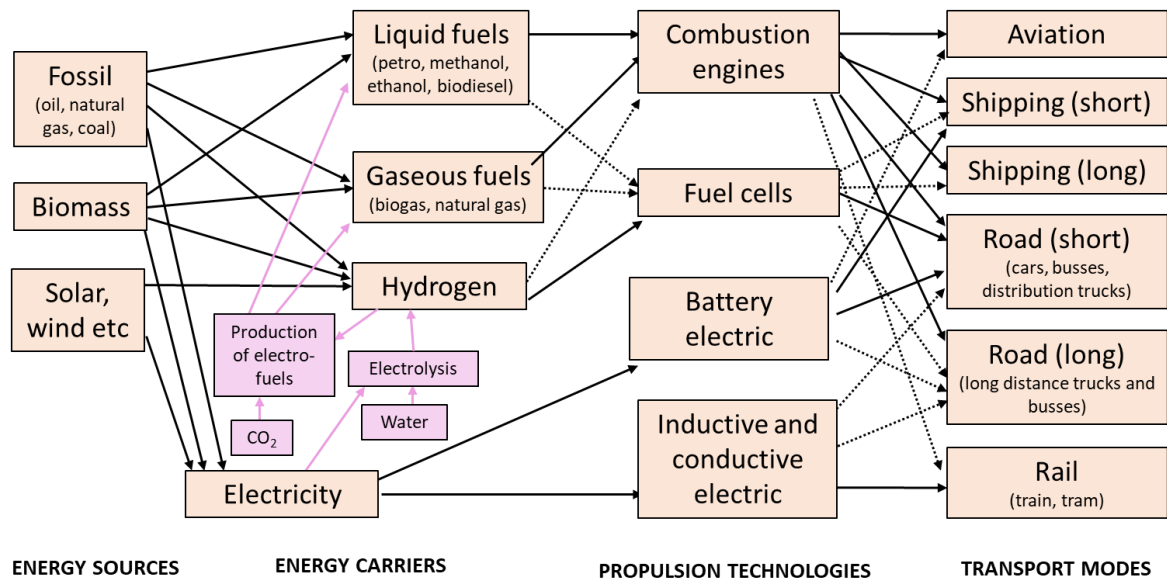 Fossil
(oil, natural
gas, coal)
Biomass
Solar,
wind etc
Liquid fuels
(petro, methanol,
ethanol, biodiesel)
Gaseous fuels
(biogas, natural gas)
Hydrogen
Production
of electro-
fuels
Electrolysis
Water
CO₂
Electricity
Combustion
engines
Fuel cells
Battery
electric
Inductive and
conductive
electric
Aviation
Shipping (short)
Shipping (long)
Road (short)
(cars, busses,
distribution trucks)
Road (long)
(long distance trucks and
busses)
Rail
(train, tram)
ENERGY SOURCES
ENERGY CARRIERS
PROPULSION TECHNOLOGIES
TRANSPORT MODES